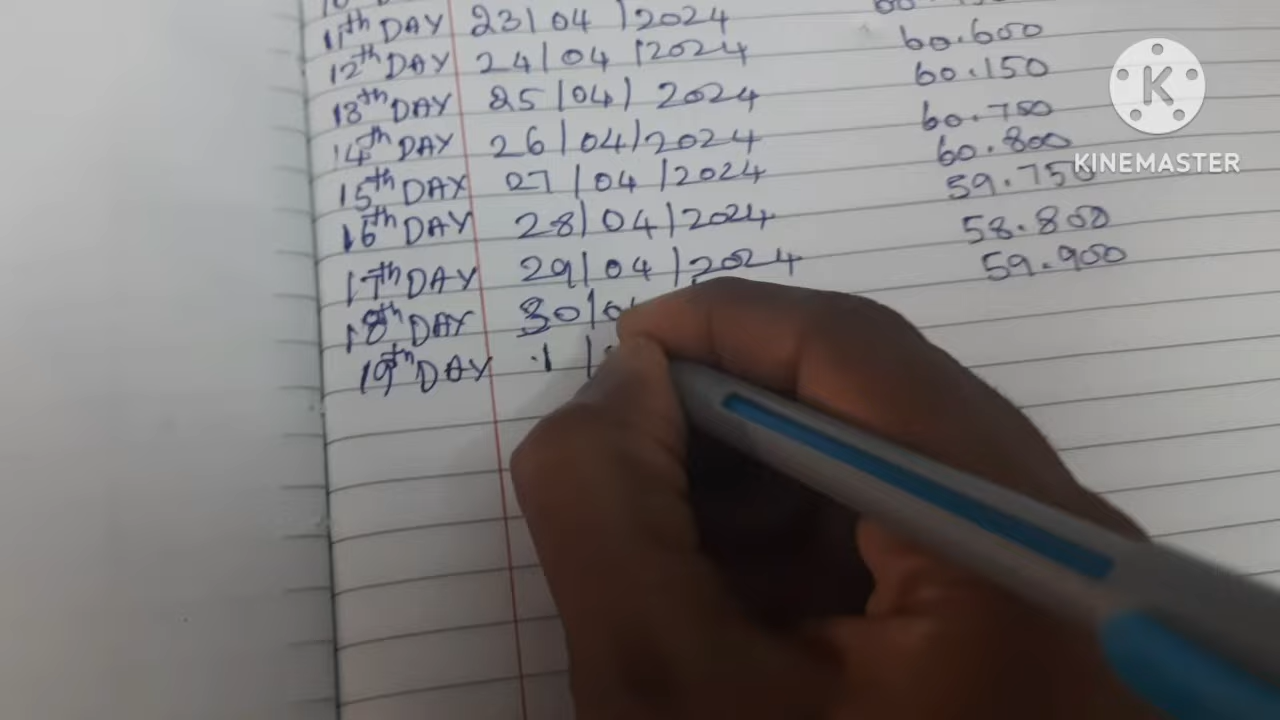 11th DAY 23/04/2024
12th DAY 24/04/2024 60.600
13th DAY 25/04/2024 60.150
14th DAY 26/04/2024 60.750
15th DAY 27/04/2024 60.800
16th DAY 28/04/2024 59.750
17th DAY 29/04/2024 58.800
18th DAY 30/0 59.900
19th DAY 1/
K
KINEMASTER